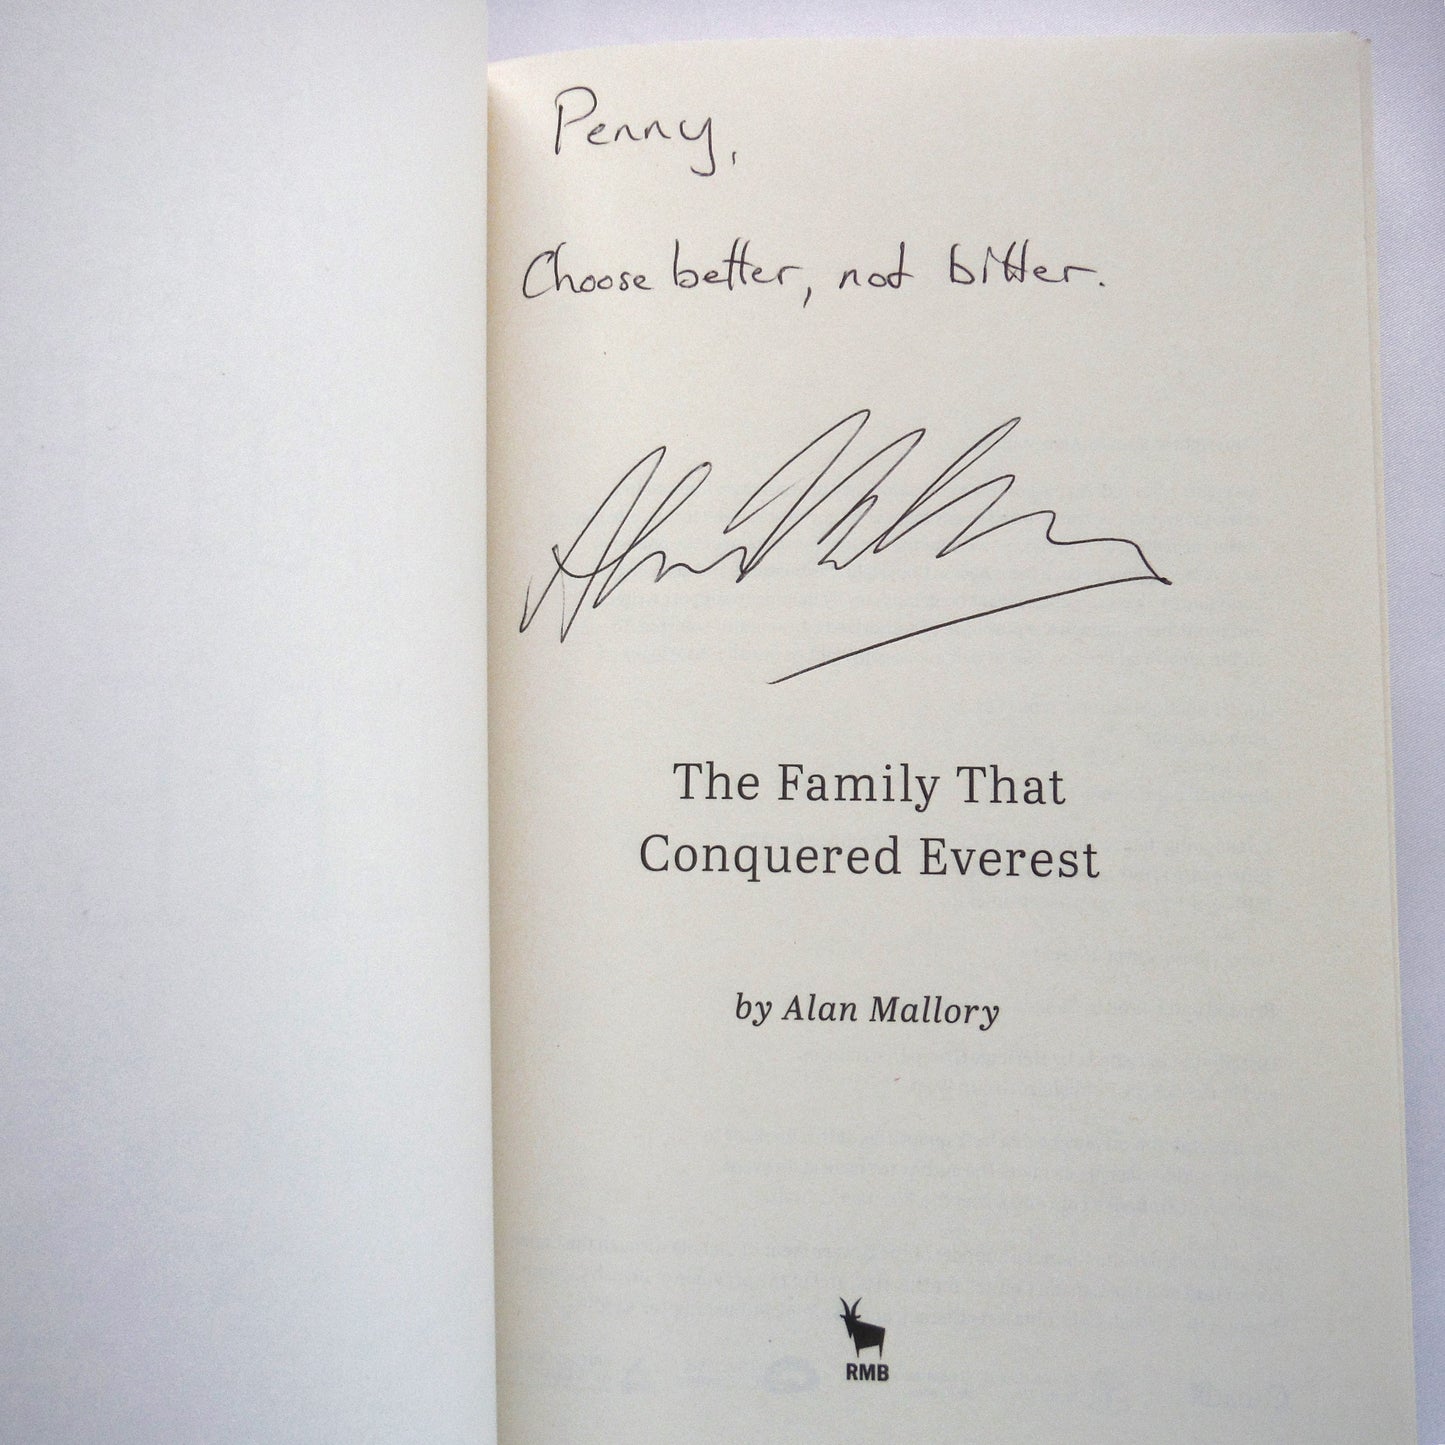 Penny,
Choose better, not bitter.
The Family That
Conquered Everest
by Alan Mallory
RMB